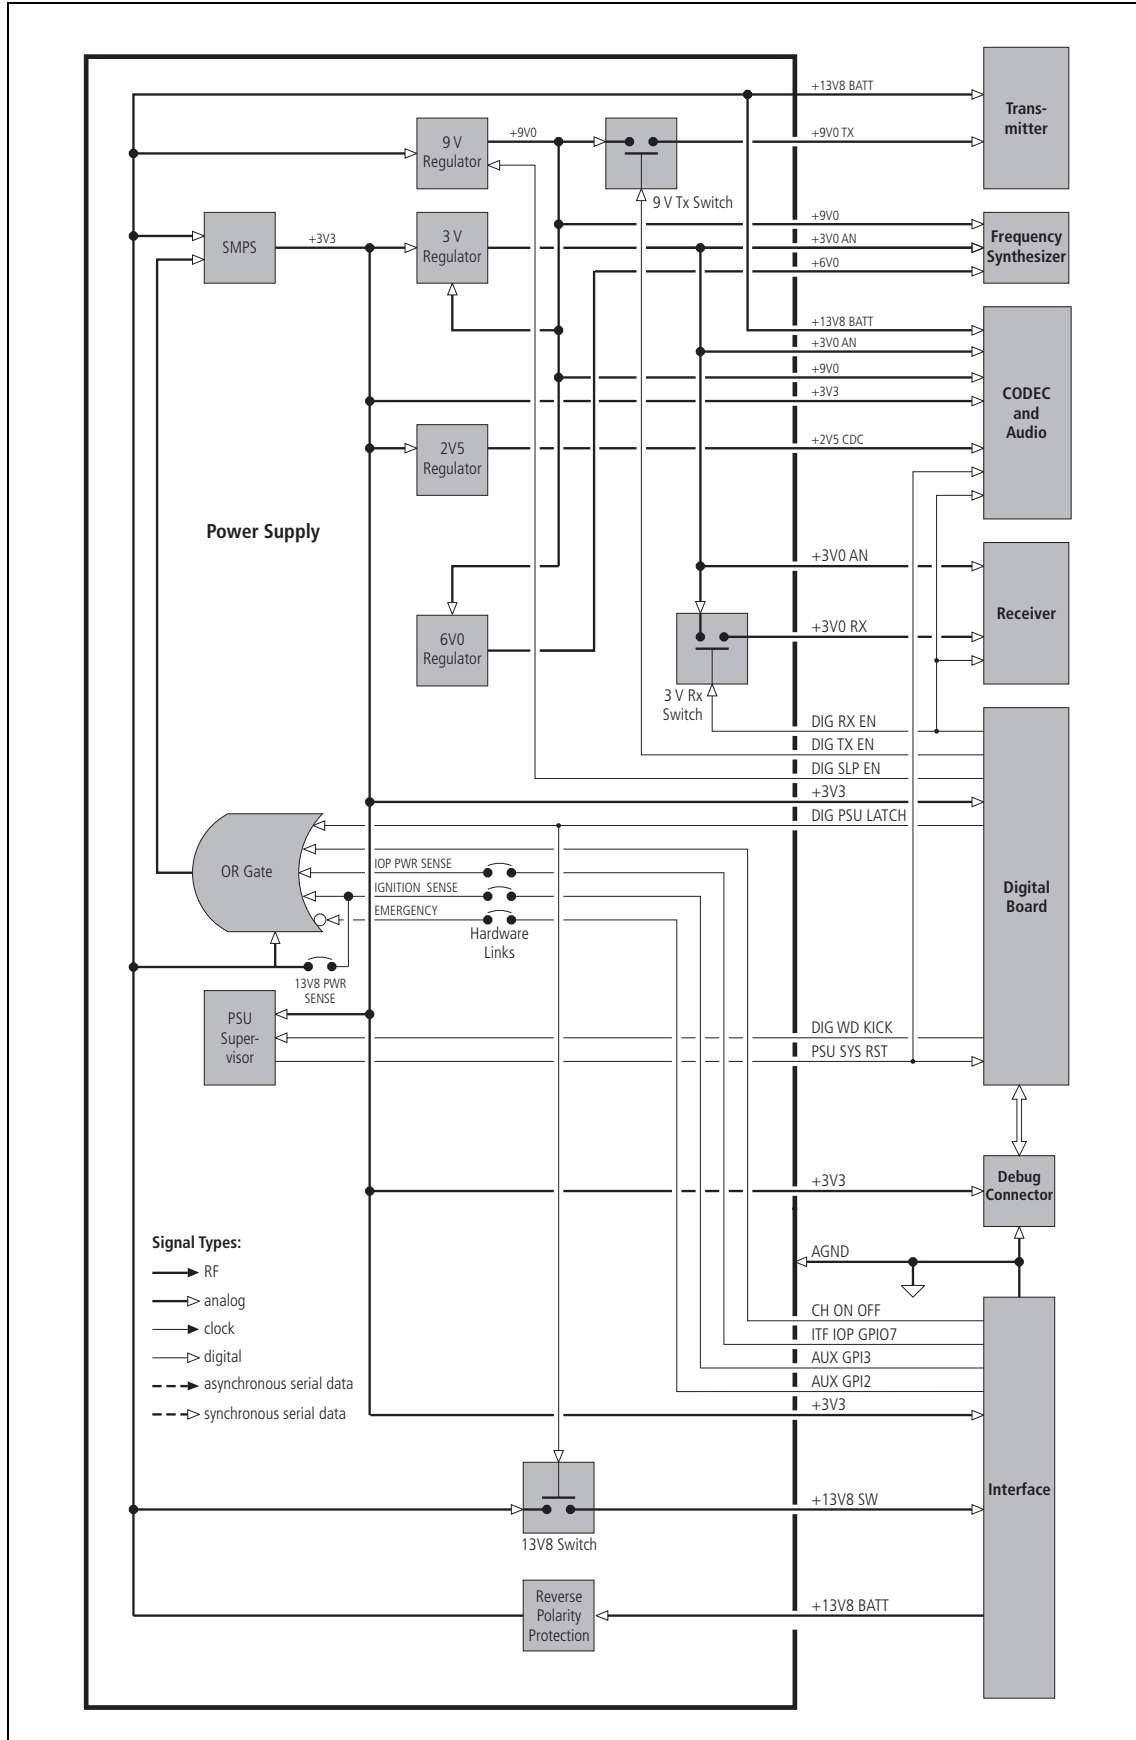 +13V8 BATT
Trans-
mitter
9 V
Regulator
+9V0
+9V0 TX
9 V Tx Switch
SMPS
+3V3
3 V
Regulator
+9V0
+3V0 AN
+6V0
Frequency
Synthesizer
+13V8 BATT
+3V0 AN
+9V0
+3V3
+2V5 CDC
CODEC
and
Audio
2V5
Regulator
Power Supply
+3V0 AN
+3V0 RX
Receiver
6V0
Regulator
3 V Rx
Switch
DIG RX EN
DIG TX EN
DIG SLP EN
+3V3
DIG PSU LATCH
OR Gate
IOP PWR SENSE
IGNITION SENSE
EMERGENCY
Hardware
Links
Digital
Board
13V8 PWR
SENSE
PSU
Super-
visor
DIG WD KICK
PSU SYS RST
+3V3
Debug
Connector
AGND
Signal Types:
RF
analog
clock
digital
asynchronous serial data
synchronous serial data
CH ON OFF
ITF IOP GPIO7
AUX GPI3
AUX GPI2
+3V3
Interface
+13V8 SW
13V8 Switch
Reverse
Polarity
Protection
+13V8 BATT